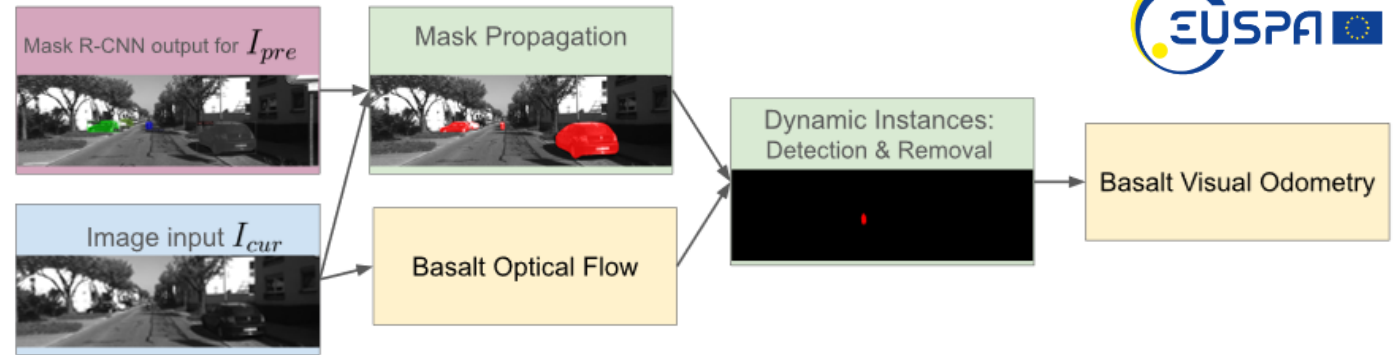 Mask R-CNN output for I_pre
Mask Propagation
EUSPA
Dynamic Instances:
Detection & Removal
Basalt Visual Odometry
Image input I_cur
Basalt Optical Flow